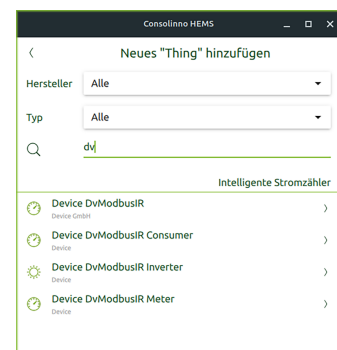 Consolinno HEMS
Neues "Thing" hinzufügen
Hersteller Alle
Typ Alle
dv
Intelligente Stromzähler
Device DvModbusIR
Device GmbH
Device DvModbusIR Consumer
Device
Device DvModbusIR Inverter
Device
Device DvModbusIR Meter
Device